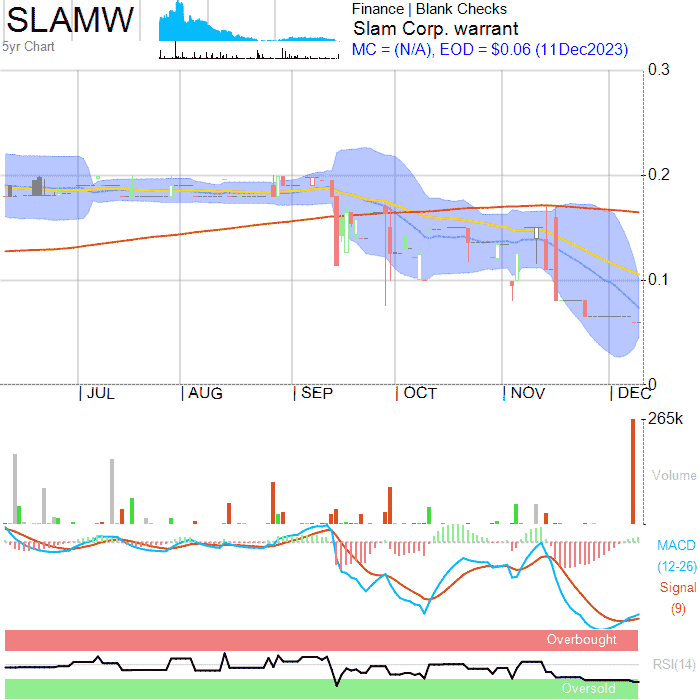 SLAMW
5yr Chart
Finance | Blank Checks
Slam Corp. warrant
MC = (N/A), EOD = $0.06 (11Dec2023)
0.3
0.2
0.1
0
JUL AUG SEP OCT NOV DEC
265k
Volume
MACD
(12-26)
Signal
(9)
Overbought
RSI(14)
Oversold